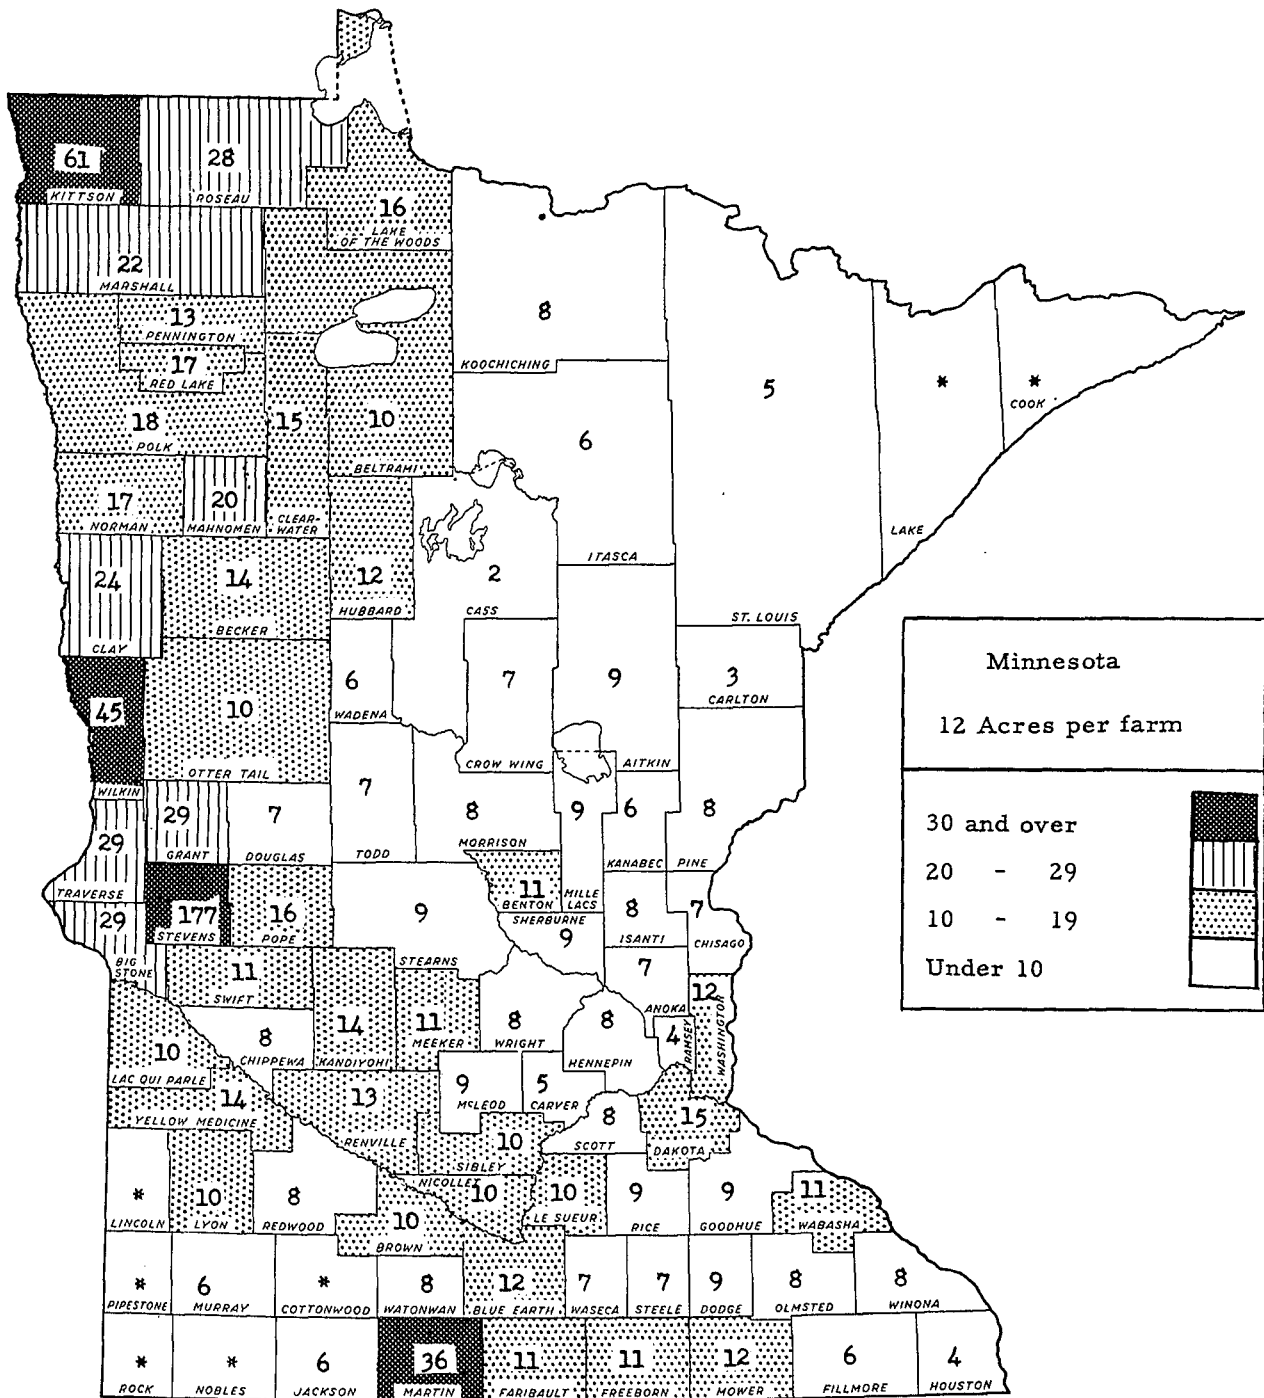 61
KITTSON
28
ROSEAU
16
LAKE
OF THE WOODS
22
MARSHALL
13
PENNINGTON
17
RED LAKE
18
POLK
15
CLEAR-
WATER
10
BELTRAMI
8
KOOCHICHING
6
ITASCA
5
ST. LOUIS
*
LAKE
*
COOK
17
NORMAN
20
MAHNOMEN
24
CLAY
14
BECKER
12
HUBBARD
2
CASS
45
WILKIN
10
OTTER TAIL
6
WADENA
7
CROW WING
9
AITKIN
3
CARLTON
29
TRAVERSE
29
GRANT
7
DOUGLAS
7
TODD
8
MORRISON
9
MILLE
LACS
6
KANABEC
8
PINE
29
BIG
STONE
177
STEVENS
16
POPE
9
STEARNS
11
BENTON
SHERBURNE
9
8
ISANTI
7
CHISAGO
11
SWIFT
14
KANDIYOHI
11
MEEKER
8
WRIGHT
7
ANOKA
8
HENNEPIN
4
RAMSEY
12
WASHINGTON
10
LAC QUI PARLE
8
CHIPPEWA
14
YELLOW MEDICINE
13
RENVILLE
9
McLEOD
5
CARVER
8
SCOTT
15
DAKOTA
10
SIBLEY
NICOLLET
10
10
LE SUEUR
9
RICE
9
GOODHUE
11
WABASHA
*
LINCOLN
10
LYON
8
REDWOOD
10
BROWN
*
PIPESTONE
6
MURRAY
*
COTTONWOOD
8
WATONWAN
12
BLUE EARTH
7
WASECA
7
STEELE
9
DODGE
8
OLMSTED
8
WINONA
*
ROCK
*
NOBLES
6
JACKSON
36
MARTIN
11
FARIBAULT
11
FREEBORN
12
MOWER
6
FILLMORE
4
HOUSTON
Minnesota
12 Acres per farm
30 and over
20 - 29
10 - 19
Under 10